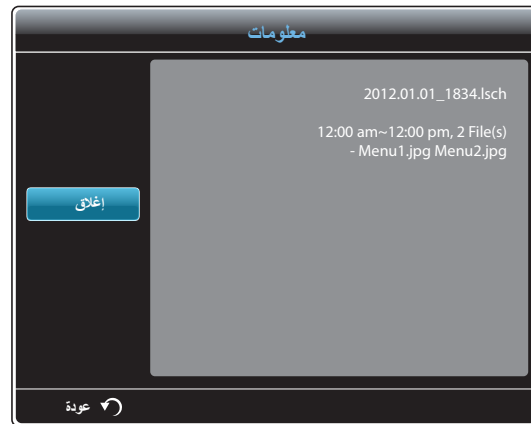 معلومات
2012.01.01_1834.lsch
12:00 am~12:00 pm, 2 File(s)
- Menu1.jpg Menu2.jpg
إغلاق
عودة